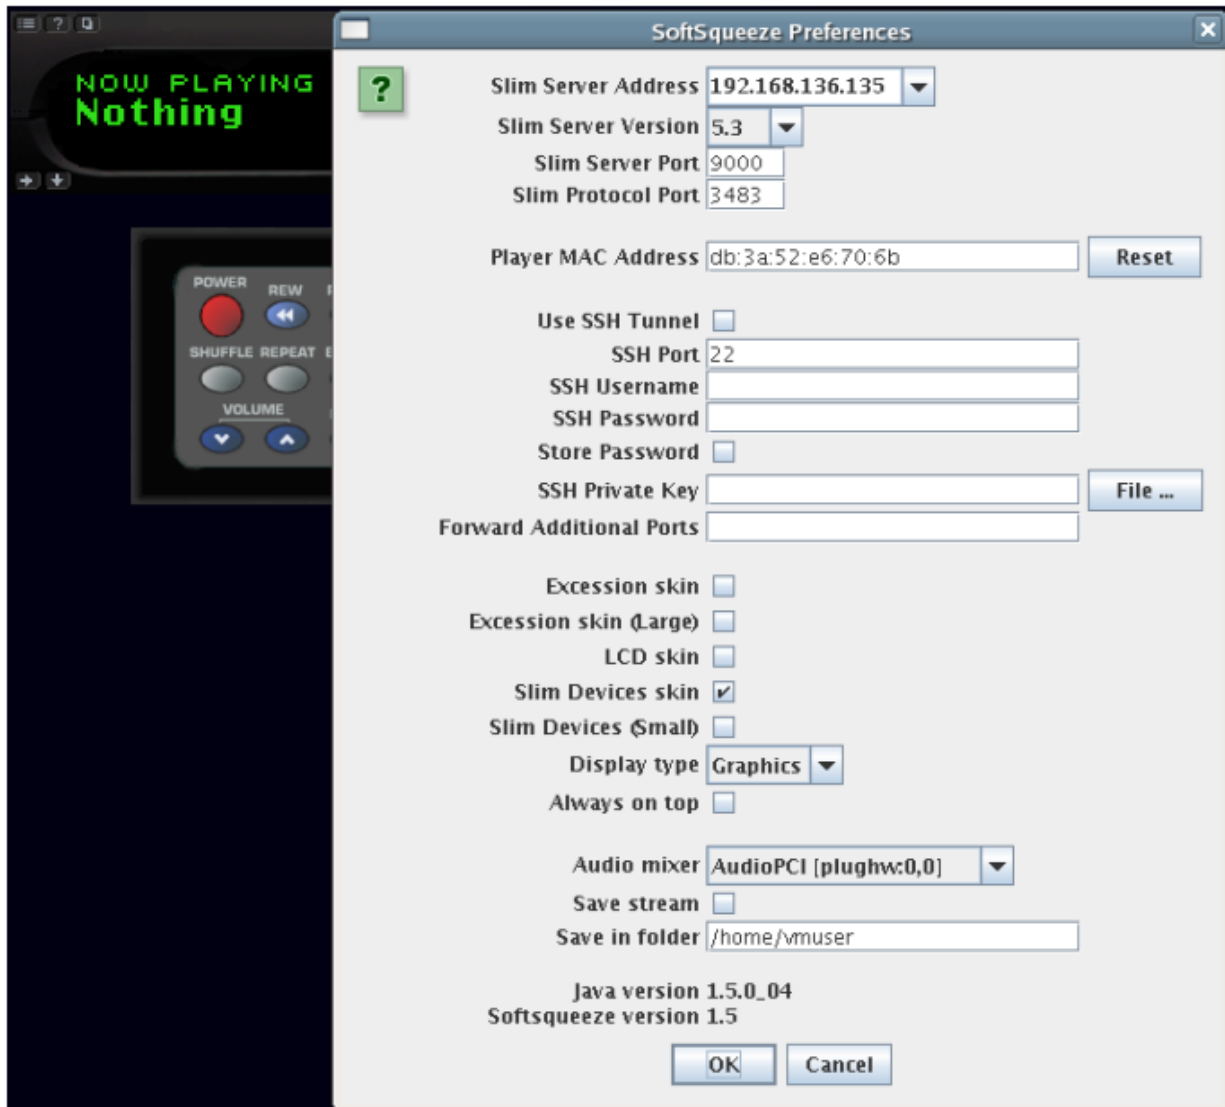 NOW PLAYING
Nothing
POWER
REW
SHUFFLE REPEAT
VOLUME
SoftSqueeze Preferences
?
Slim Server Address 192.168.136.135
Slim Server Version 5.3
Slim Server Port 9000
Slim Protocol Port 3483
Player MAC Address db:3a:52:e6:70:6b Reset
Use SSH Tunnel
SSH Port 22
SSH Username
SSH Password
Store Password
SSH Private Key File ...
Forward Additional Ports
Excession skin
Excession skin (Large)
LCD skin
Slim Devices skin
Slim Devices (Small)
Display type Graphics
Always on top
Audio mixer AudioPCI [plughw:0,0]
Save stream
Save in folder /home/vmuser
Java version 1.5.0_04
Softsqueeze version 1.5
OK Cancel